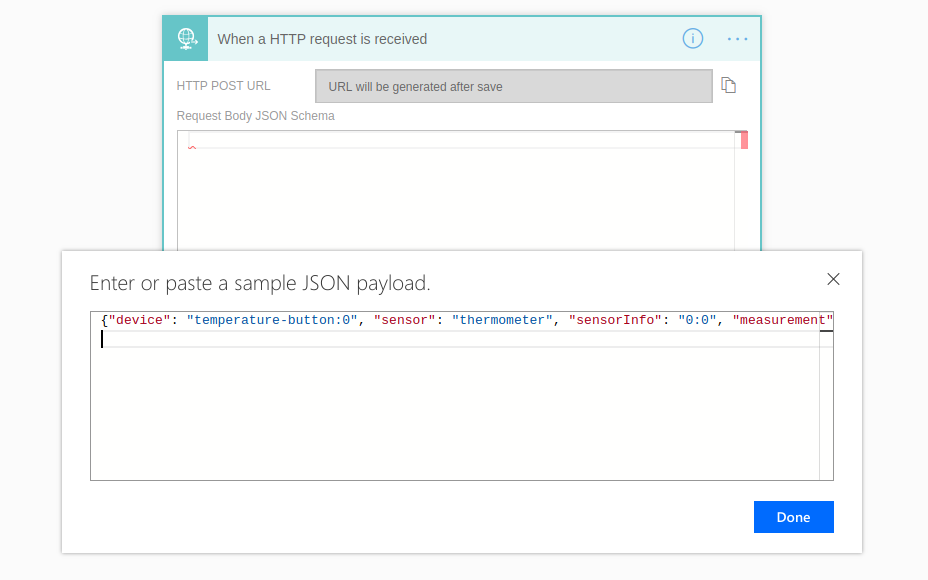 When a HTTP request is received
HTTP POST URL
URL will be generated after save
Request Body JSON Schema
Enter or paste a sample JSON payload.
{"device": "temperature-button:0", "sensor": "thermometer", "sensorInfo": "0:0", "measurement"
Done